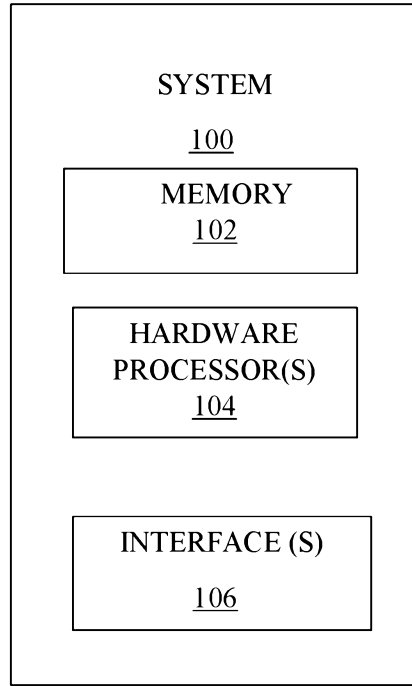 SYSTEM
100
MEMORY
102
HARDWARE
PROCESSOR(S)
104
INTERFACE (S)
106